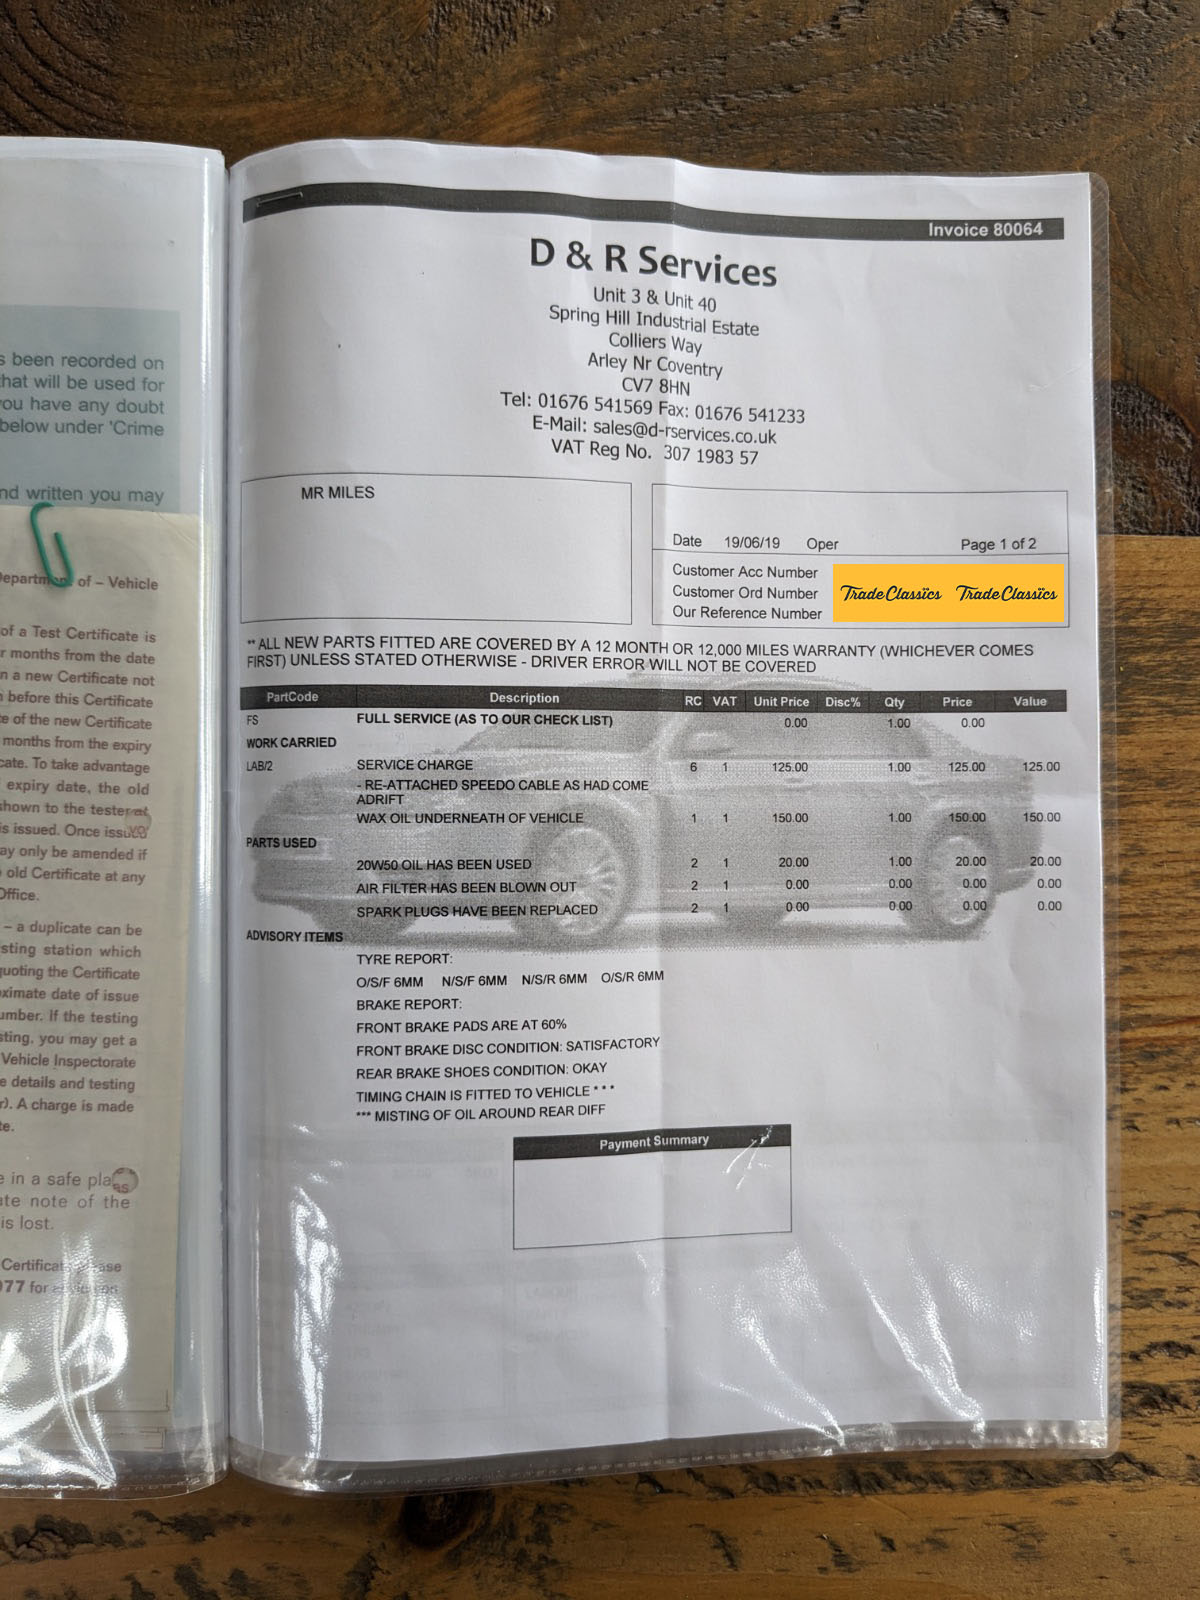 s been recorded on
that will be used for
you have any doubt
below under 'Crime
nd written you may
Department of – Vehicle
of a Test Certificate is
r months from the date
n a new Certificate not
n before this Certificate
te of the new Certificate
months from the expiry
cate. To take advantage
expiry date, the old
shown to the tester at
is issued. Once issued
ay only be amended if
old Certificate at any
Office.
– a duplicate can be
sting station which
quoting the Certificate
oximate date of issue
umber. If the testing
sting, you may get a
Vehicle Inspectorate
e details and testing
r). A charge is made
te.
e in a safe place
ate note of the
is lost.
Certificate
977 for
Invoice 80064
D & R Services
Unit 3 & Unit 40
Spring Hill Industrial Estate
Colliers Way
Arley Nr Coventry
CV7 8HN
Tel: 01676 541569 Fax: 01676 541233
E-Mail: sales@d-rservices.co.uk
VAT Reg No. 307 1983 57
MR MILES
Date 19/06/19 Oper Page 1 of 2
Customer Acc Number
Customer Ord Number
Our Reference Number
Trade Classics Trade Classics
** ALL NEW PARTS FITTED ARE COVERED BY A 12 MONTH OR 12,000 MILES WARRANTY (WHICHEVER COMES
FIRST) UNLESS STATED OTHERWISE - DRIVER ERROR WILL NOT BE COVERED
PartCode Description RC VAT Unit Price Disc% Qty Price Value
FS FULL SERVICE (AS TO OUR CHECK LIST) 0.00 1.00 0.00
WORK CARRIED
LAB/2 SERVICE CHARGE 6 1 125.00 1.00 125.00 125.00
- RE-ATTACHED SPEEDO CABLE AS HAD COME
ADRIFT
WAX OIL UNDERNEATH OF VEHICLE 1 1 150.00 1.00 150.00 150.00
PARTS USED
20W50 OIL HAS BEEN USED 2 1 20.00 1.00 20.00 20.00
AIR FILTER HAS BEEN BLOWN OUT 2 1 0.00 0.00 0.00 0.00
SPARK PLUGS HAVE BEEN REPLACED 2 1 0.00 0.00 0.00 0.00
ADVISORY ITEMS
TYRE REPORT:
O/S/F 6MM N/S/F 6MM N/S/R 6MM O/S/R 6MM
BRAKE REPORT:
FRONT BRAKE PADS ARE AT 60%
FRONT BRAKE DISC CONDITION: SATISFACTORY
REAR BRAKE SHOES CONDITION: OKAY
TIMING CHAIN IS FITTED TO VEHICLE * * *
*** MISTING OF OIL AROUND REAR DIFF
Payment Summary